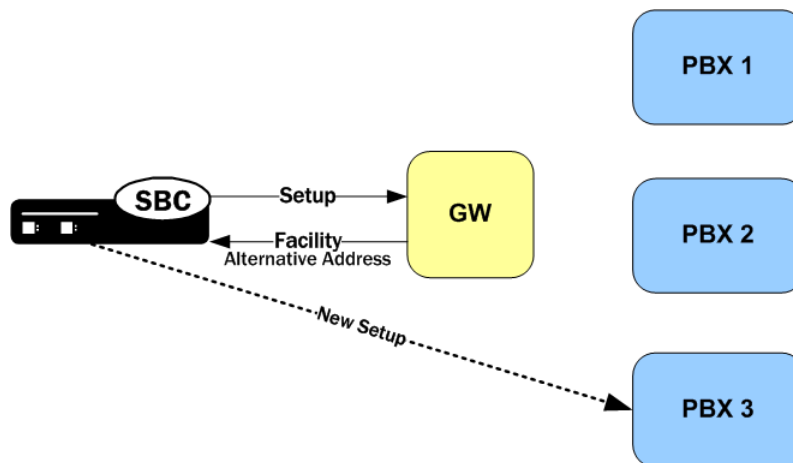 PBX 1
SBC
Setup
GW
PBX 2
Facility
Alternative Address
New Setup
PBX 3